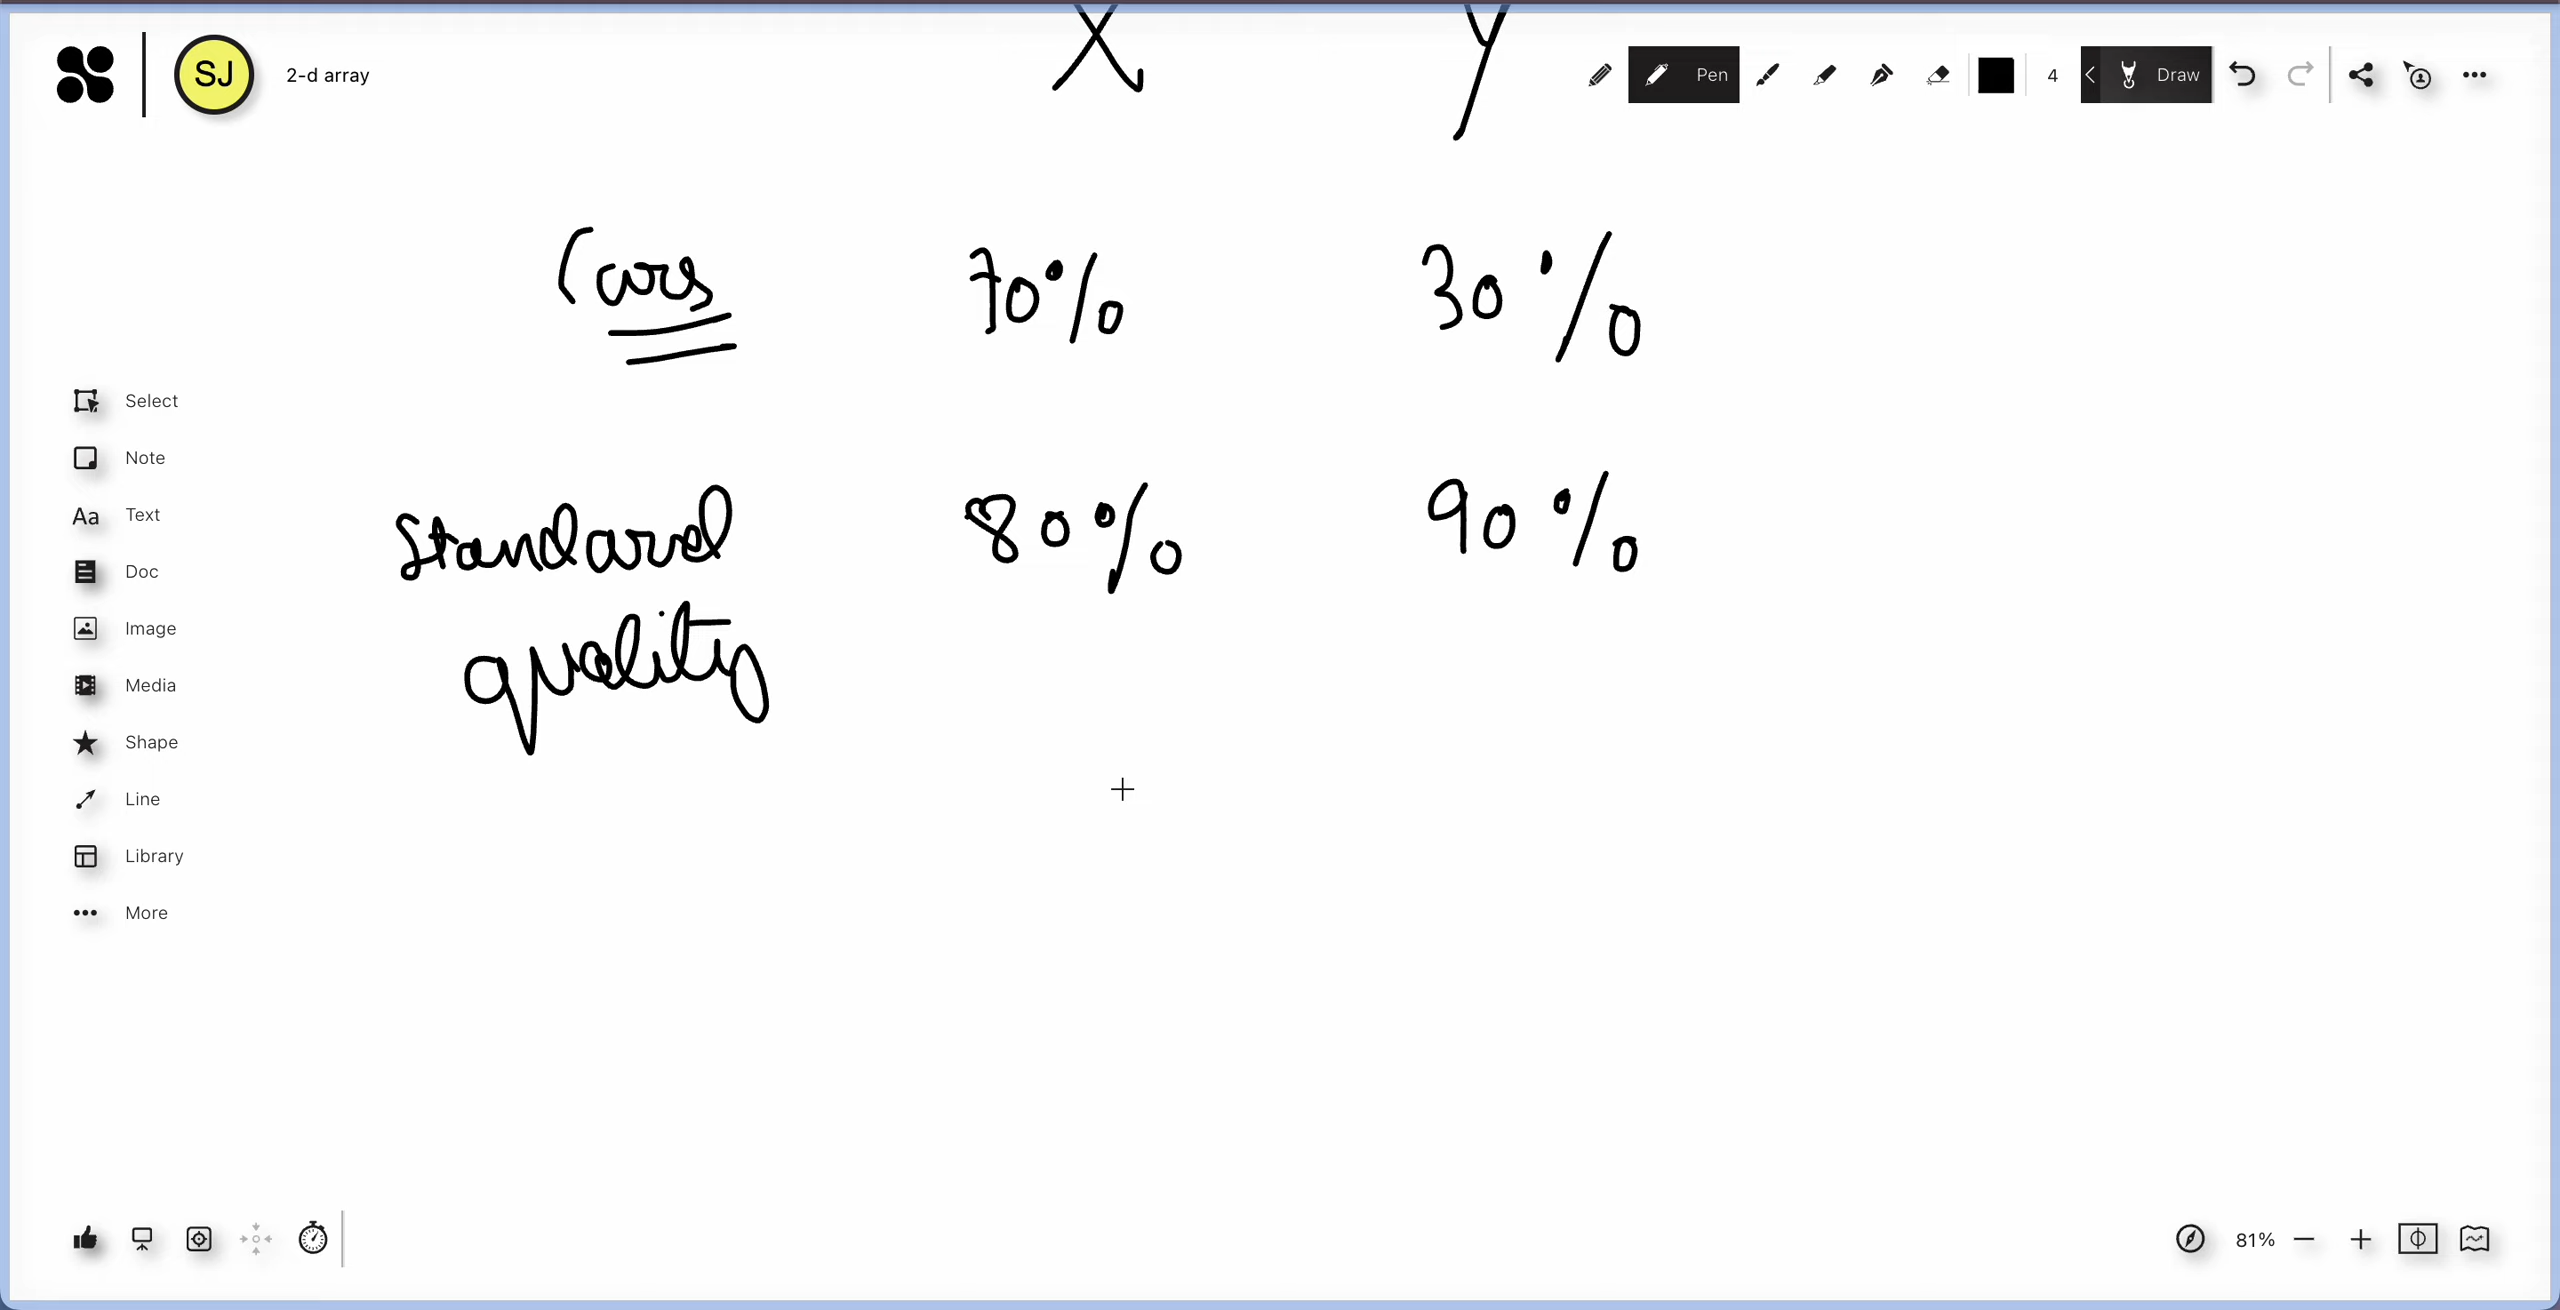 X y
SJ 2-d array Pen 4 Draw
Cars 70% 30%
Select
Note
Standard 80% 90%
Aa Text
Doc
Image
quality
Media
Shape
Line
Library
More
81%